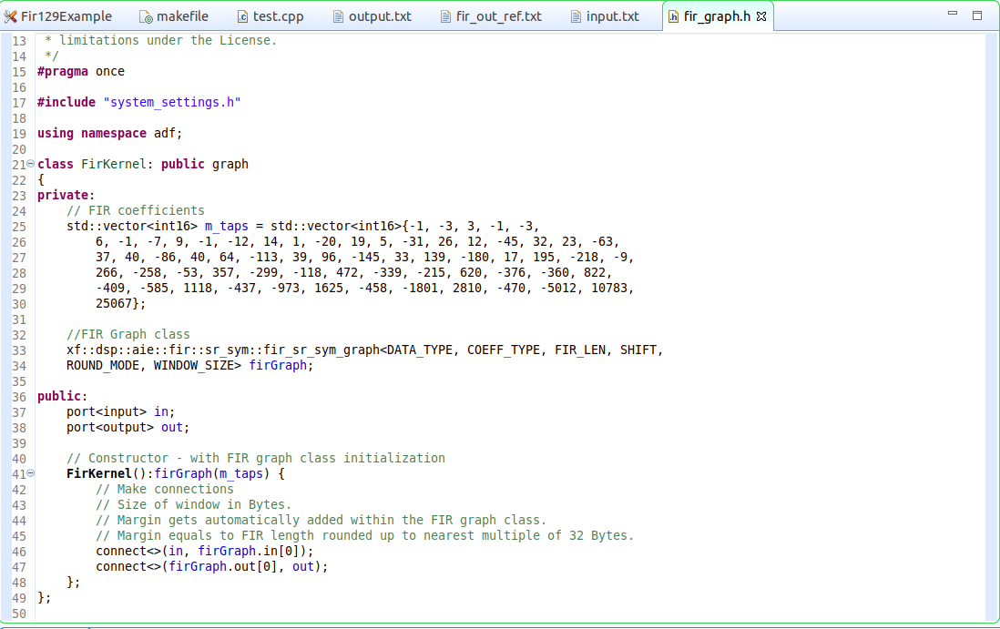 Fir129Example makefile test.cpp output.txt fir_out_ref.txt input.txt fir_graph.h
13 * limitations under the License.
14 */
15 #pragma once
16
17 #include "system_settings.h"
18
19 using namespace adf;
20
21 class FirKernel: public graph
22 {
23 private:
24 // FIR coefficients
25 std::vector<int16> m_taps = std::vector<int16>{-1, -3, 3, -1, -3,
26 6, -1, -7, 9, -1, -12, 14, 1, -20, 19, 5, -31, 26, 12, -45, 32, 23, -63,
27 37, 40, -86, 40, 64, -113, 39, 96, -145, 33, 139, -180, 17, 195, -218, -9,
28 266, -258, -53, 357, -299, -118, 472, -339, -215, 620, -376, -360, 822,
29 -409, -585, 1118, -437, -973, 1625, -458, -1801, 2810, -470, -5012, 10783,
30 25067};
31
32 //FIR Graph class
33 xf::dsp::aie::fir::sr_sym::fir_sr_sym_graph<DATA_TYPE, COEFF_TYPE, FIR_LEN, SHIFT,
34 ROUND_MODE, WINDOW_SIZE> firGraph;
35
36 public:
37 port<input> in;
38 port<output> out;
39
40 // Constructor - with FIR graph class initialization
41 FirKernel():firGraph(m_taps) {
42 // Make connections
43 // Size of window in Bytes.
44 // Margin gets automatically added within the FIR graph class.
45 // Margin equals to FIR length rounded up to nearest multiple of 32 Bytes.
46 connect<>(in, firGraph.in[0]);
47 connect<>(firGraph.out[0], out);
48 };
49 };
50